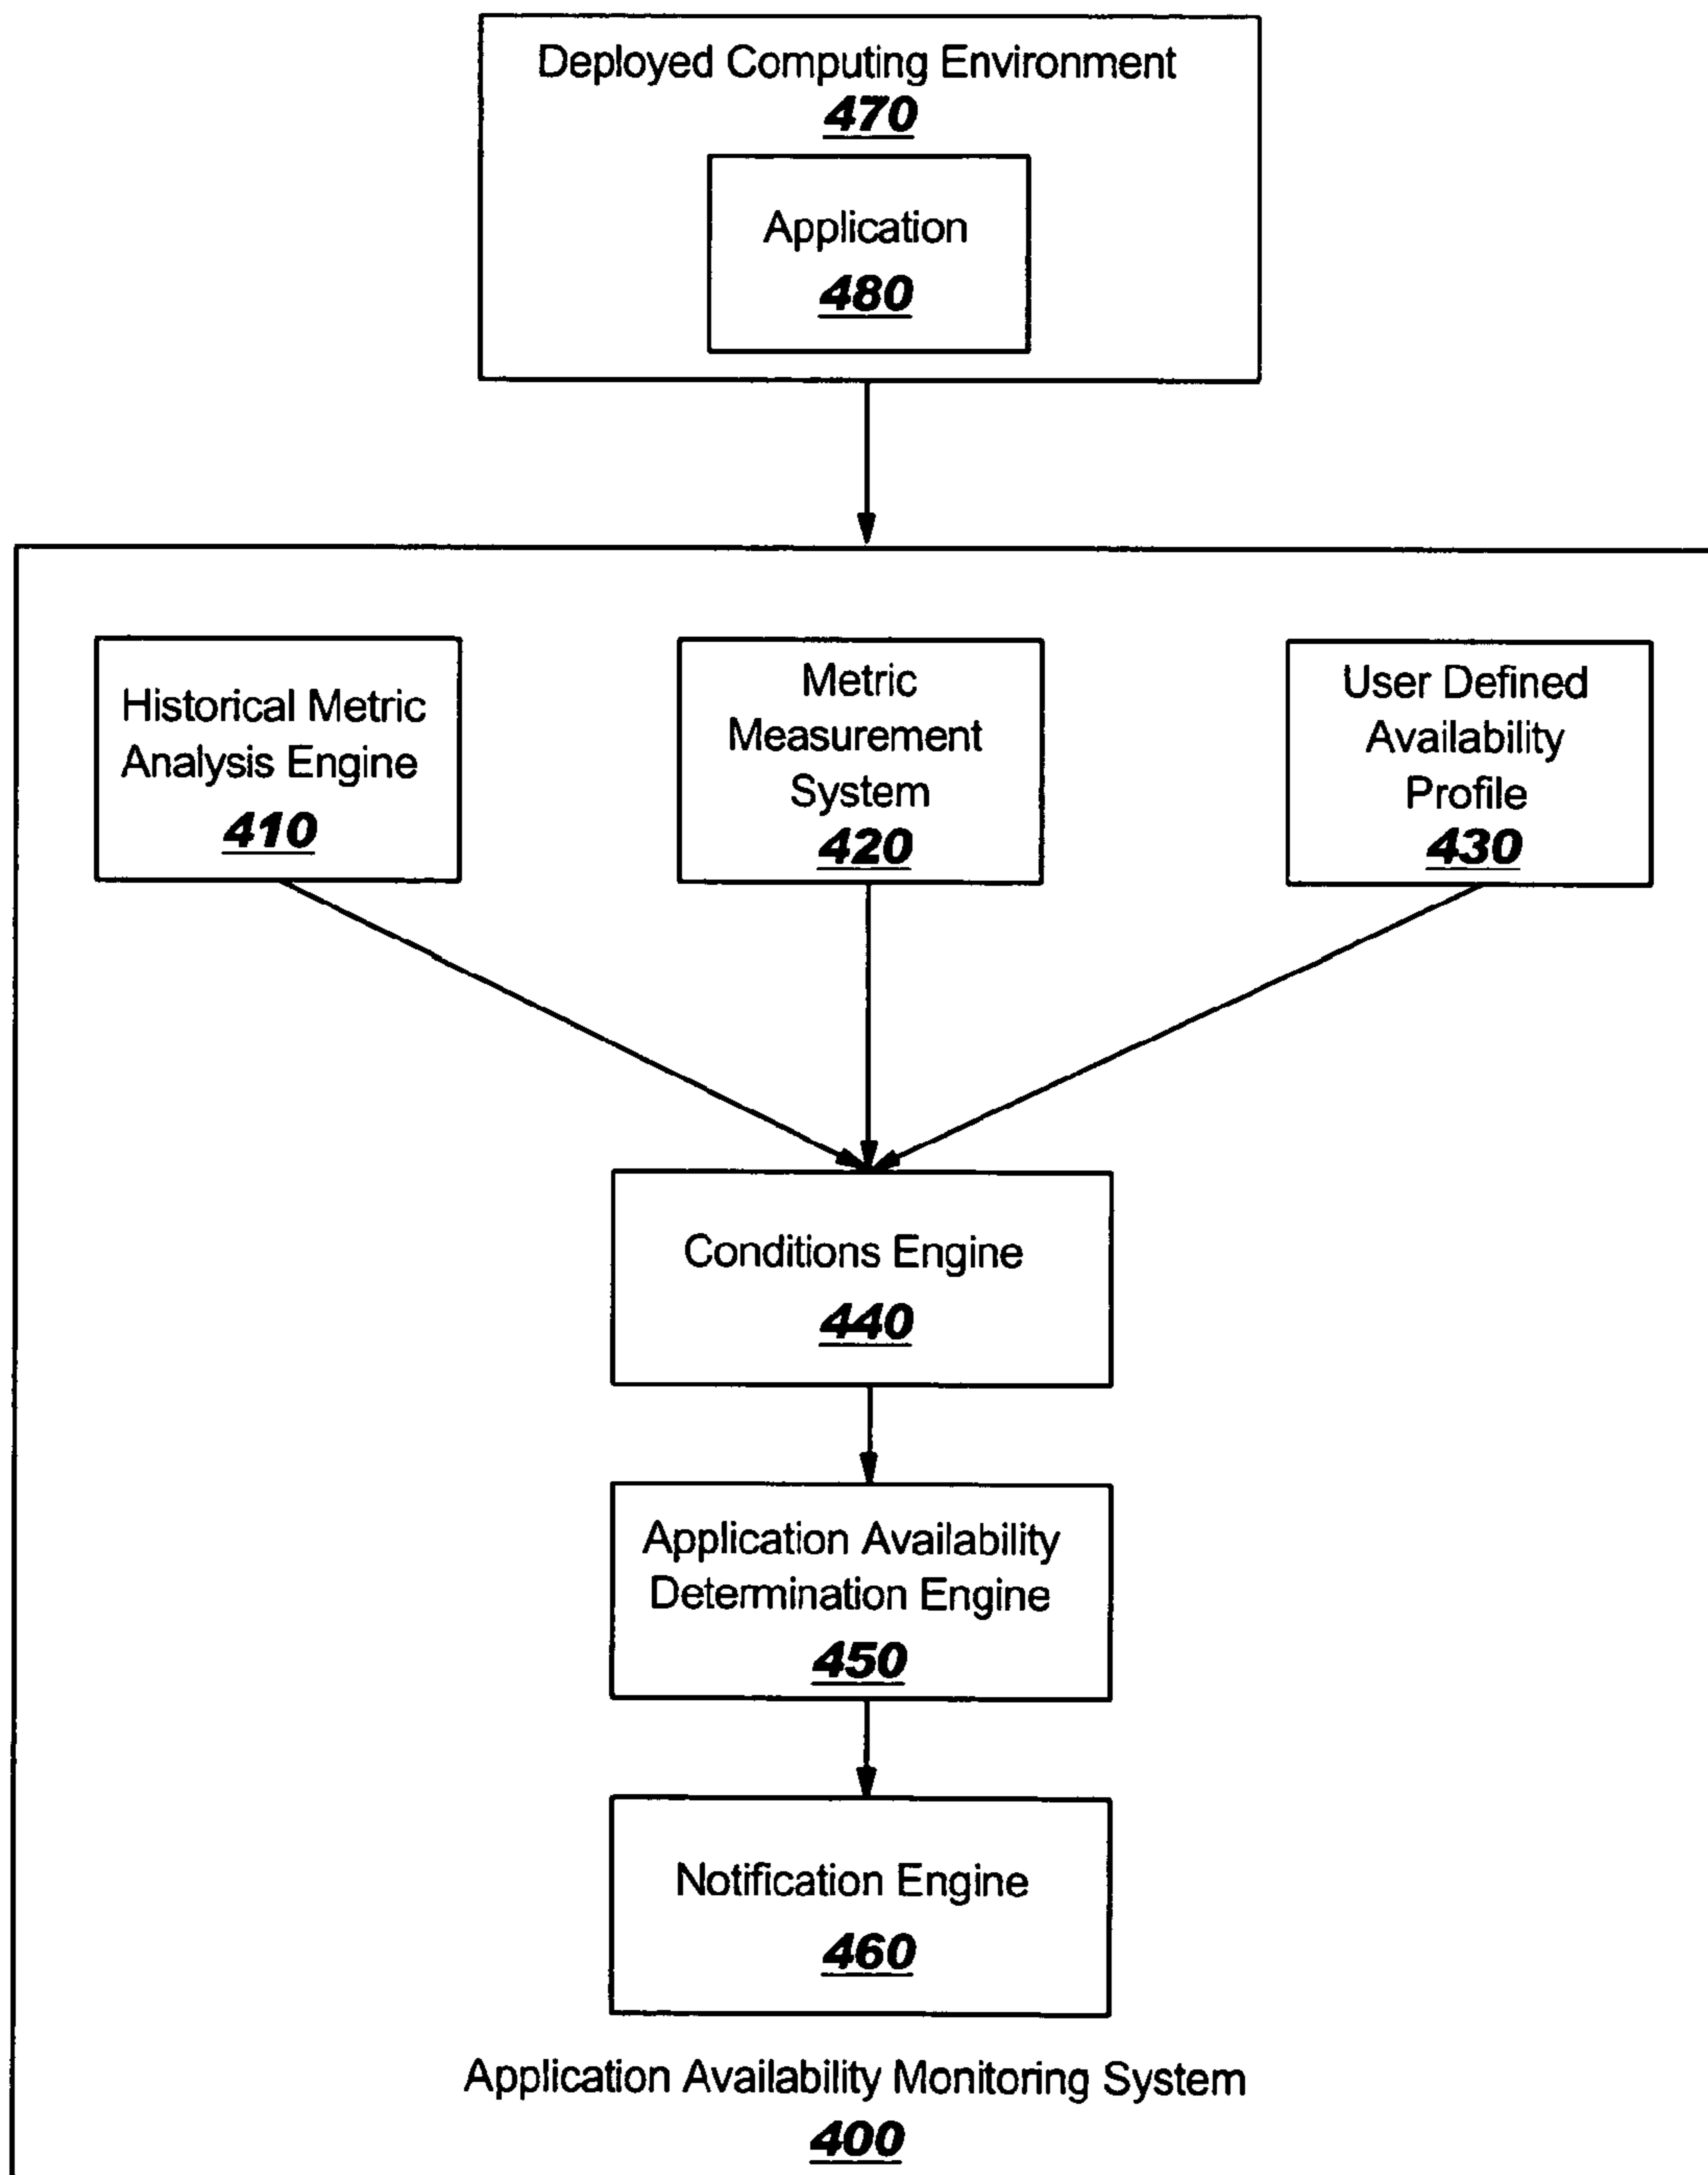 Deployed Computing Environment
470
Application
480
Historical Metric
Analysis Engine
410
Metric
Measurement
System
420
User Defined
Availability
Profile
430
Conditions Engine
440
Application Availability
Determination Engine
450
Notification Engine
460
Application Availability Monitoring System
400